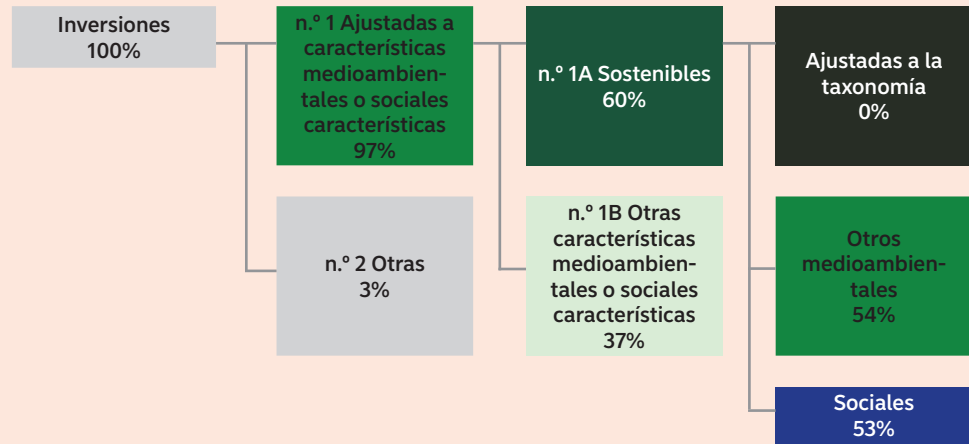 Inversiones
100%
n.º 1 Ajustadas a
características
medioambien-
tales o sociales
características
97%
n.º 1A Sostenibles
60%
Ajustadas a la
taxonomía
0%
n.º 2 Otras
3%
n.º 1B Otras
características
medioambien-
tales o sociales
características
37%
Otros
medioambien-
tales
54%
Sociales
53%